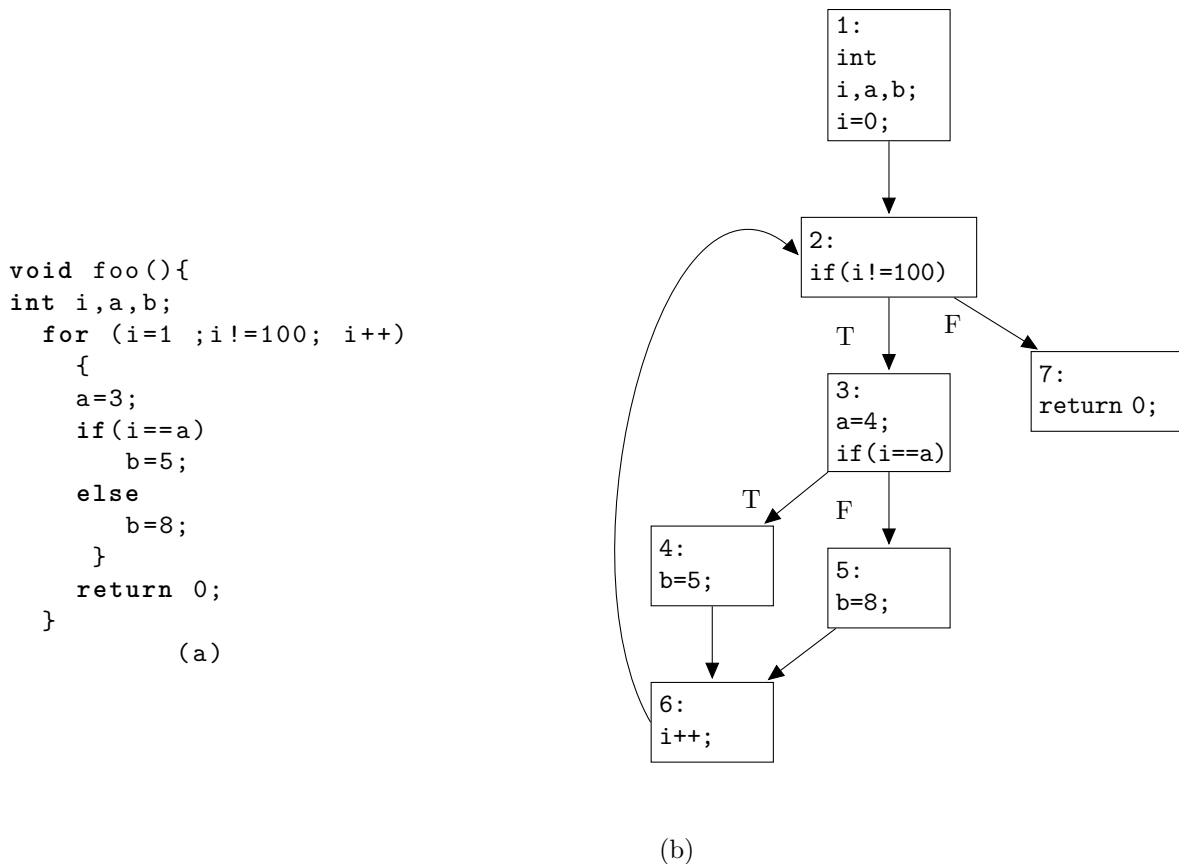 void foo(){
int i,a,b;
for (i=1 ;i!=100; i++)
{
a=3;
if(i==a)
b=5;
else
b=8;
}
return 0;
}
(a)
1:
int
i,a,b;
i=0;
2:
if(i!=100)
T
F
3:
a=4;
if(i==a)
7:
return 0;
T
F
4:
b=5;
5:
b=8;
6:
i++;
(b)